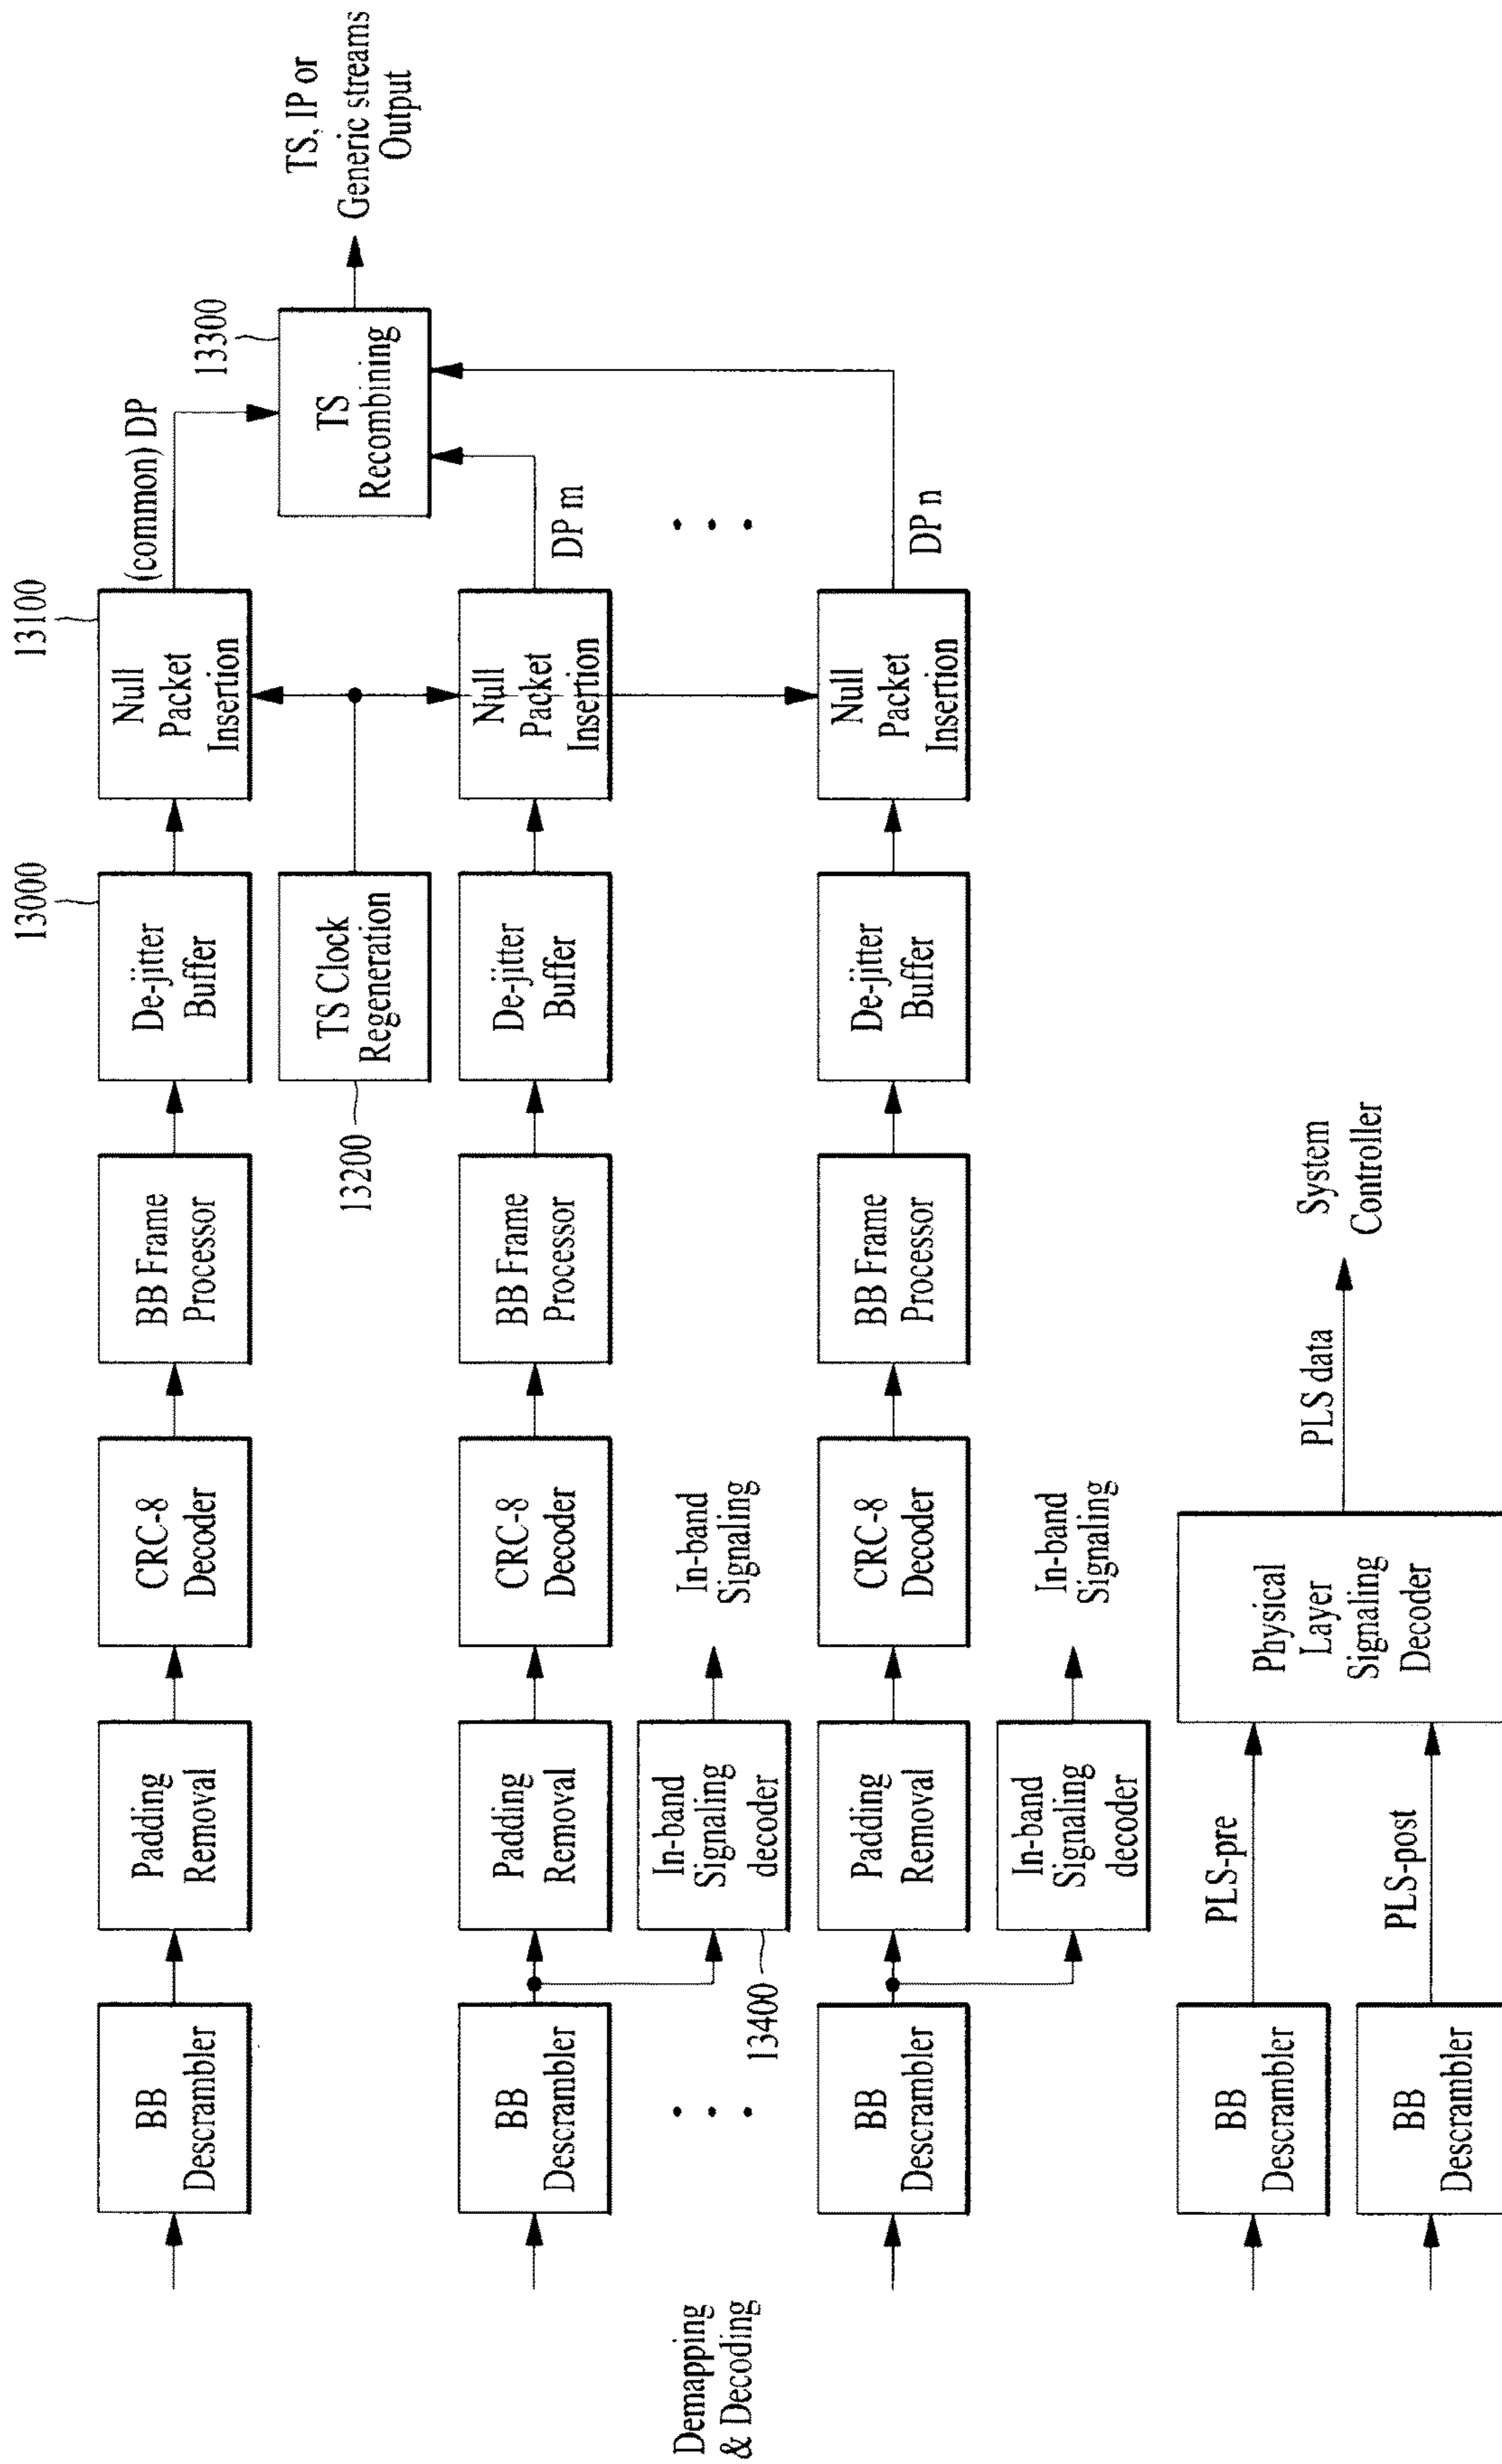 Demapping
& Decoding
BB
Descrambler
Padding
Removal
CRC-8
Decoder
BB Frame
Processor
13000
De-jitter
Buffer
13100
Null
Packet
Insertion
(common) DP
13200
TS Clock
Regeneration
13300
TS
Recombining
TS, IP or
Generic streams
Output
BB
Descrambler
Padding
Removal
CRC-8
Decoder
BB Frame
Processor
De-jitter
Buffer
Null
Packet
Insertion
DP m
13400
In-band
Signaling
decoder
In-band
Signaling
BB
Descrambler
Padding
Removal
CRC-8
Decoder
BB Frame
Processor
De-jitter
Buffer
Null
Packet
Insertion
DP n
In-band
Signaling
decoder
In-band
Signaling
BB
Descrambler
PLS-pre
BB
Descrambler
PLS-post
Physical
Layer
Signaling
Decoder
PLS data
System
Controller